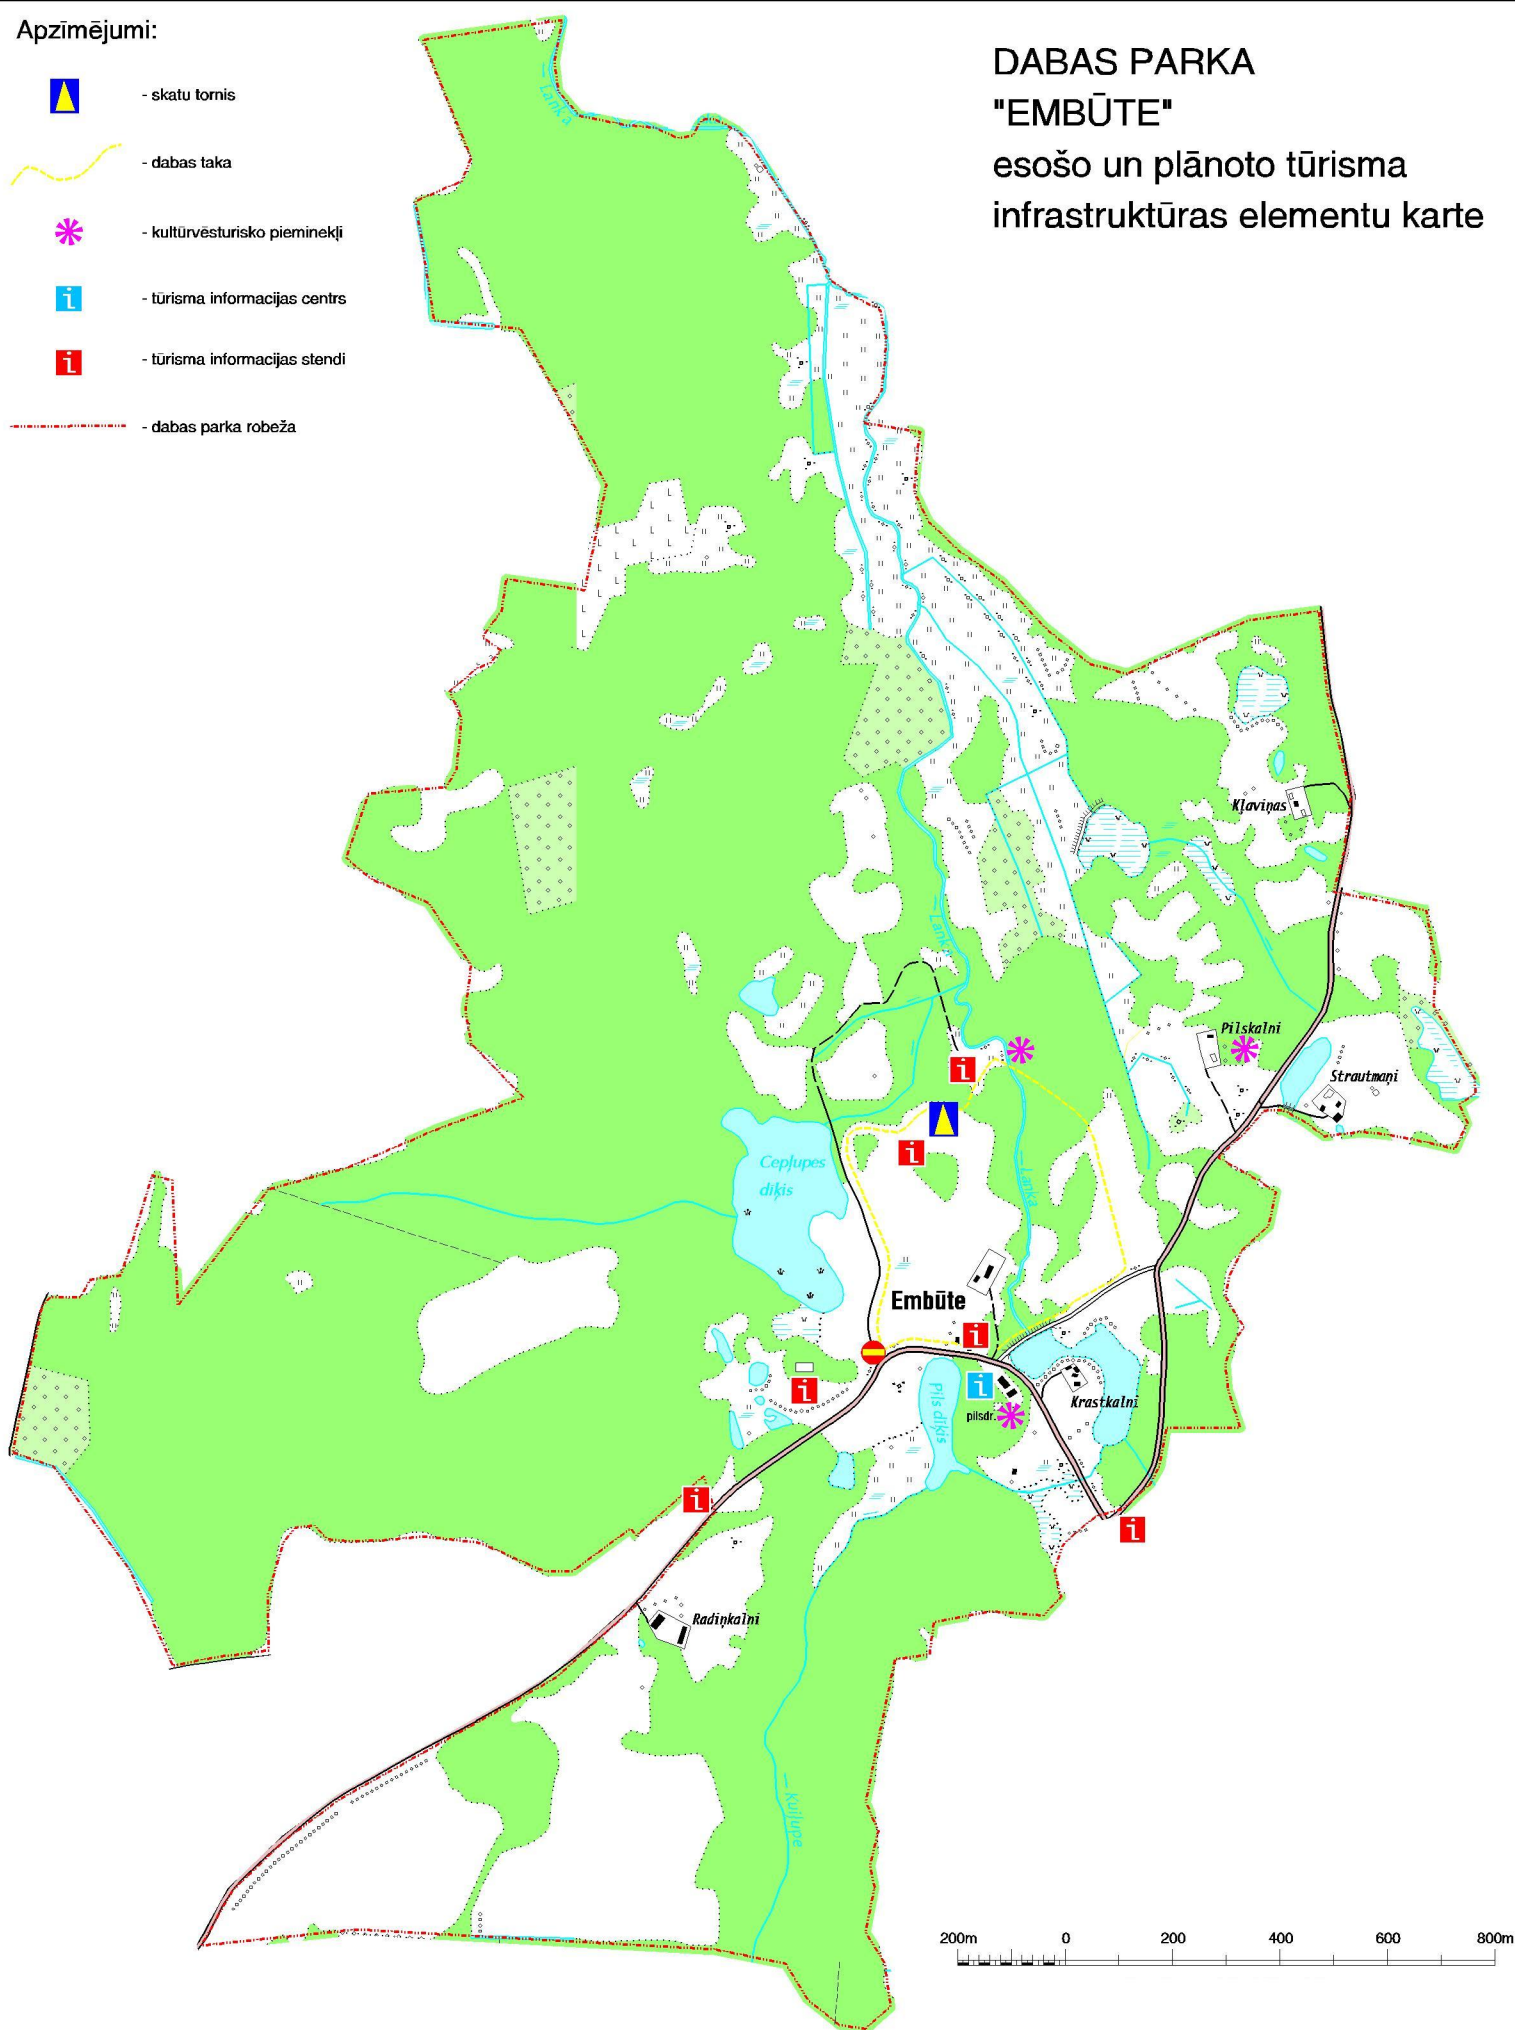 Apzīmējumi:
- skatu tornis
- dabas taka
- kultūrvēsturisko pieminekļi
i - tūrisma informacijas centrs
i - tūrisma informacijas stendi
- dabas parka robeža
DABAS PARKA
"EMBŪTE"
esošo un plānoto tūrisma
infrastruktūras elementu karte
Lanka
Kļaviņas
Lanka
Pilskalni
i
Strautmaņi
i
Cepļupes
dīķis
Lanka
Embūte
i
i
i
Pils dīķis
Krastkalni
pilsdr.
i
i
Radiņkalni
Kuiļupe
200m 0 200 400 600 800m